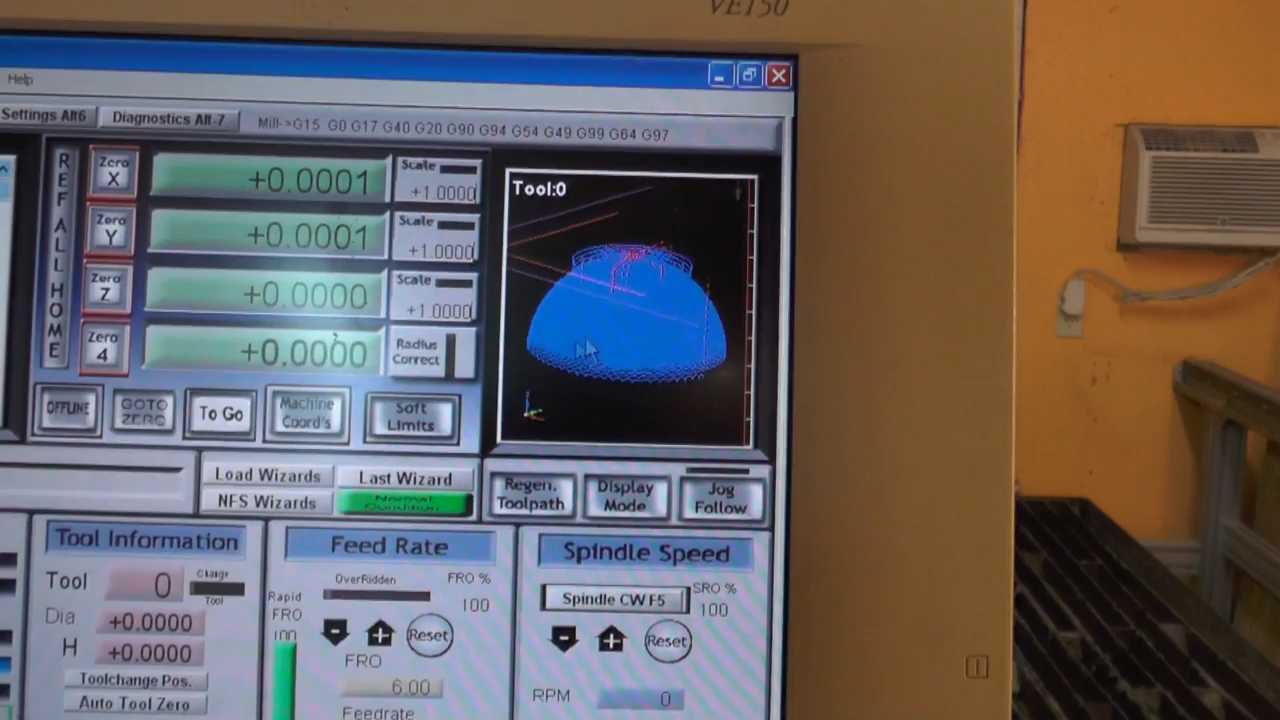 VE150
Help
Settings Alt6
Diagnostics Alt-7
Mill->G15 G0 G17 G40 G20 G90 G94 G54 G49 G99 G64 G97
REF ALL HOME
Zero X
+0.0001
Scale
+1.0000
Zero Y
+0.0001
Scale
+1.0000
Zero Z
+0.0000
Scale
+1.0000
Zero 4
+0.0000
Radius
Correct
Tool:0
OFFLINE
GOTO
ZERO
To Go
Machine
Coord's
Soft
Limits
Load Wizards
Last Wizard
NFS Wizards
Normal
Condition
Regen.
Toolpath
Display
Mode
Jog
Follow
Tool Information
Tool
0
Change
Tool
Dia.
+0.0000
H
+0.0000
Toolchange Pos.
Auto Tool Zero
Feed Rate
OverRidden
FRO %
100
Rapid
FRO
100
Reset
FRO
6.00
Feedrate
Spindle Speed
Spindle CW F5
SRO %
100
Reset
RPM
0